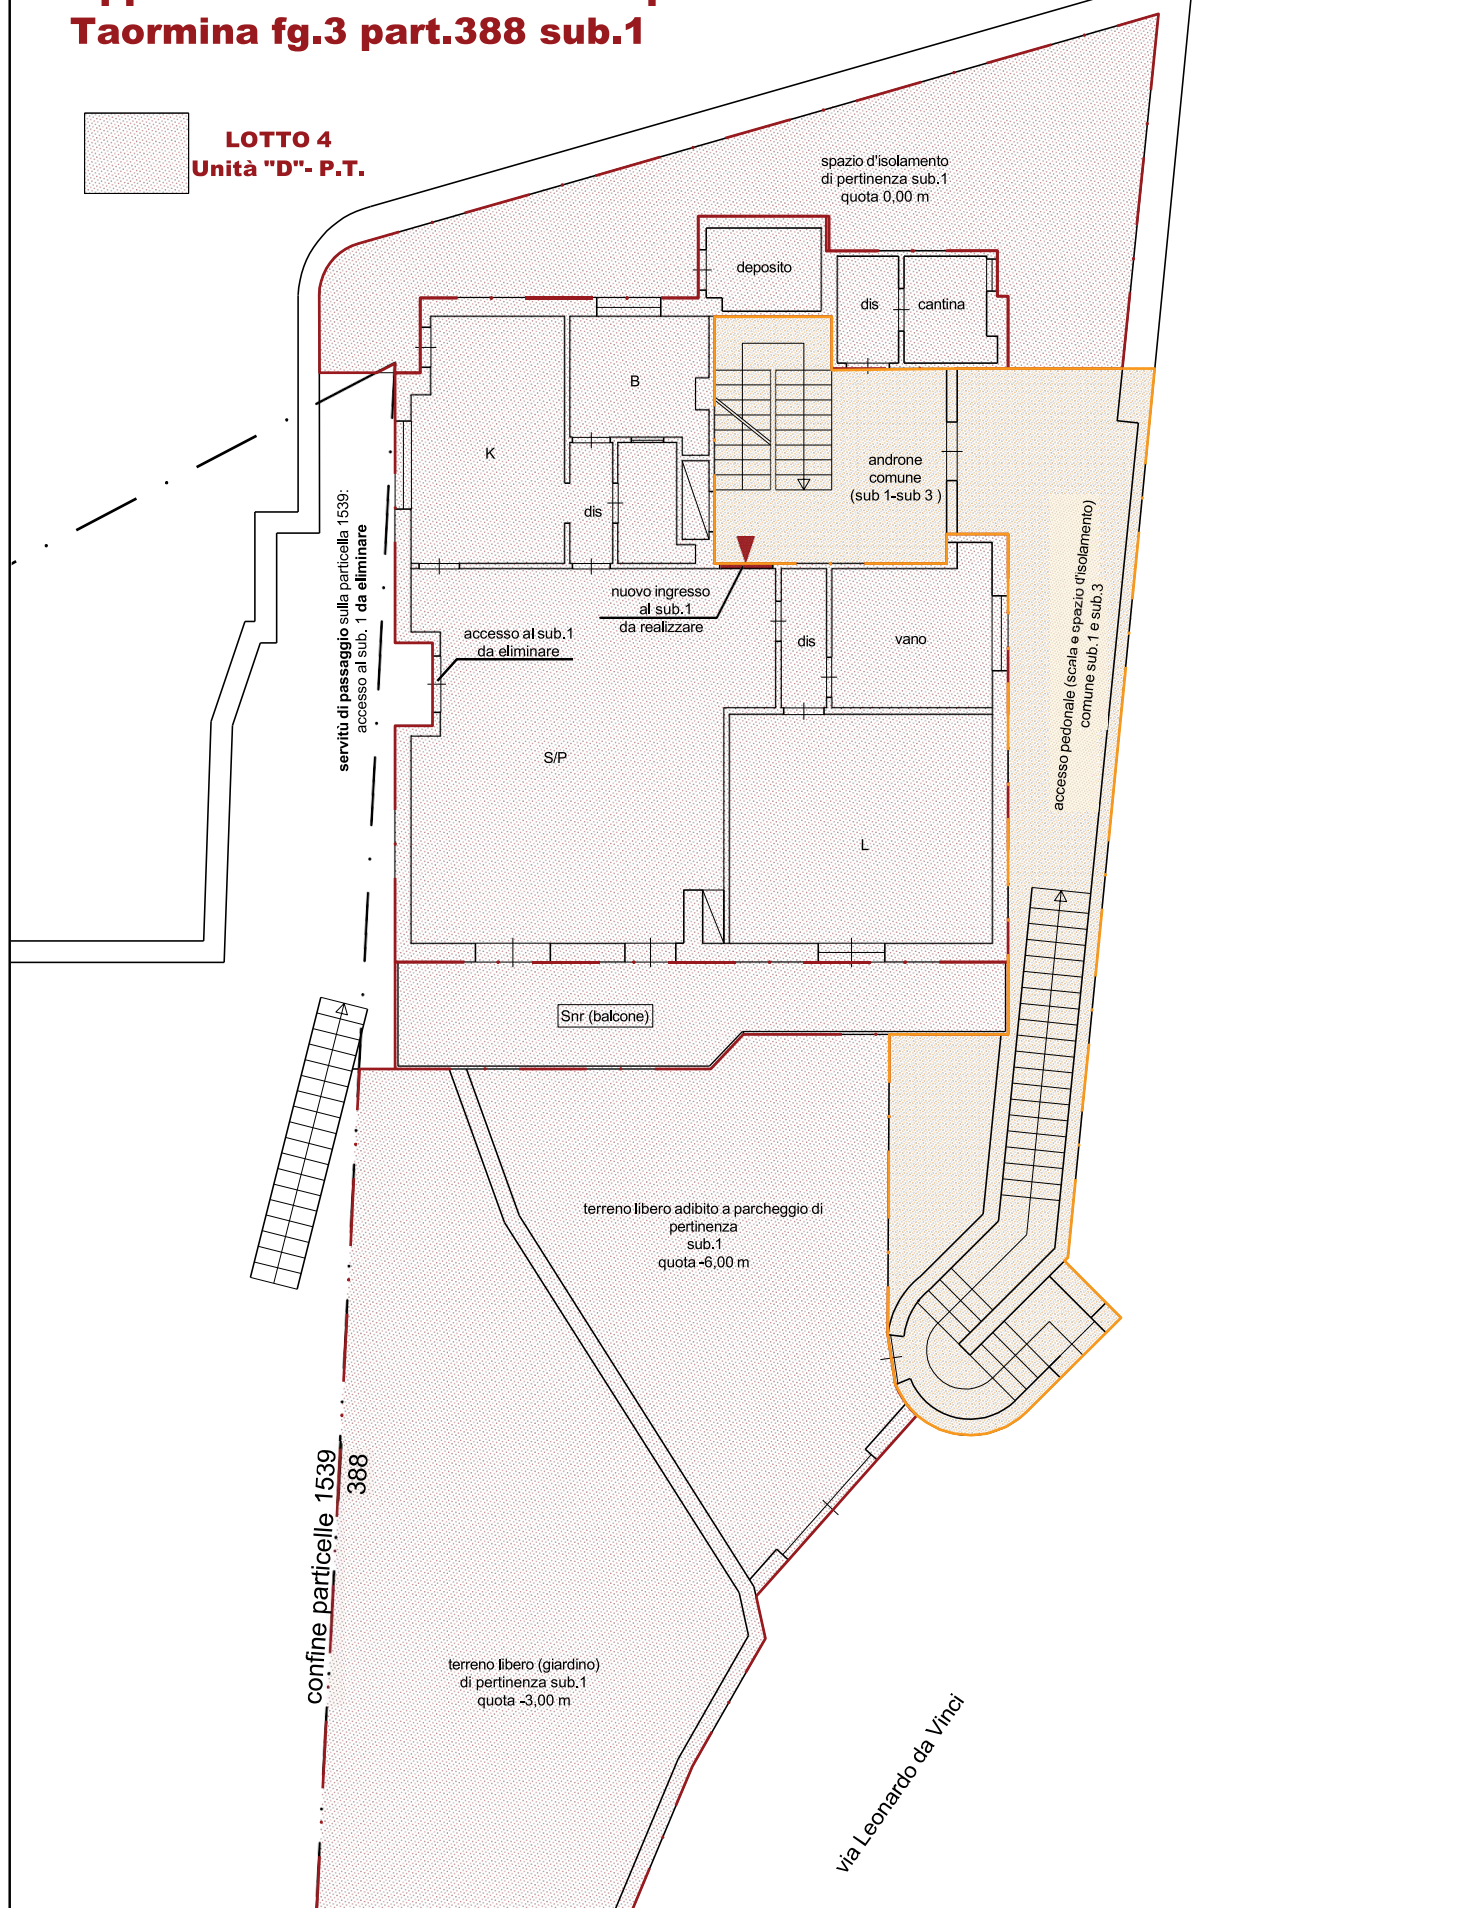 Taormina fg.3 part.388 sub.1
LOTTO 4
Unità "D"- P.T.
spazio d'isolamento
di pertinenza sub.1
quota 0,00 m
deposito
dis
cantina
B
K
androne
comune
(sub 1-sub 3 )
dis
servitù di passaggio sulla particella 1539:
accesso al sub. 1 da eliminare
nuovo ingresso
al sub.1
da realizzare
accesso al sub.1
da eliminare
dis
vano
accesso pedonale (scala e spazio d'isolamento)
comune sub.1 e sub.3
S/P
L
Snr (balcone)
terreno libero adibito a parcheggio di
pertinenza
sub.1
quota -6,00 m
confine particelle 1539
388
terreno libero (giardino)
di pertinenza sub.1
quota -3,00 m
via Leonardo da Vinci